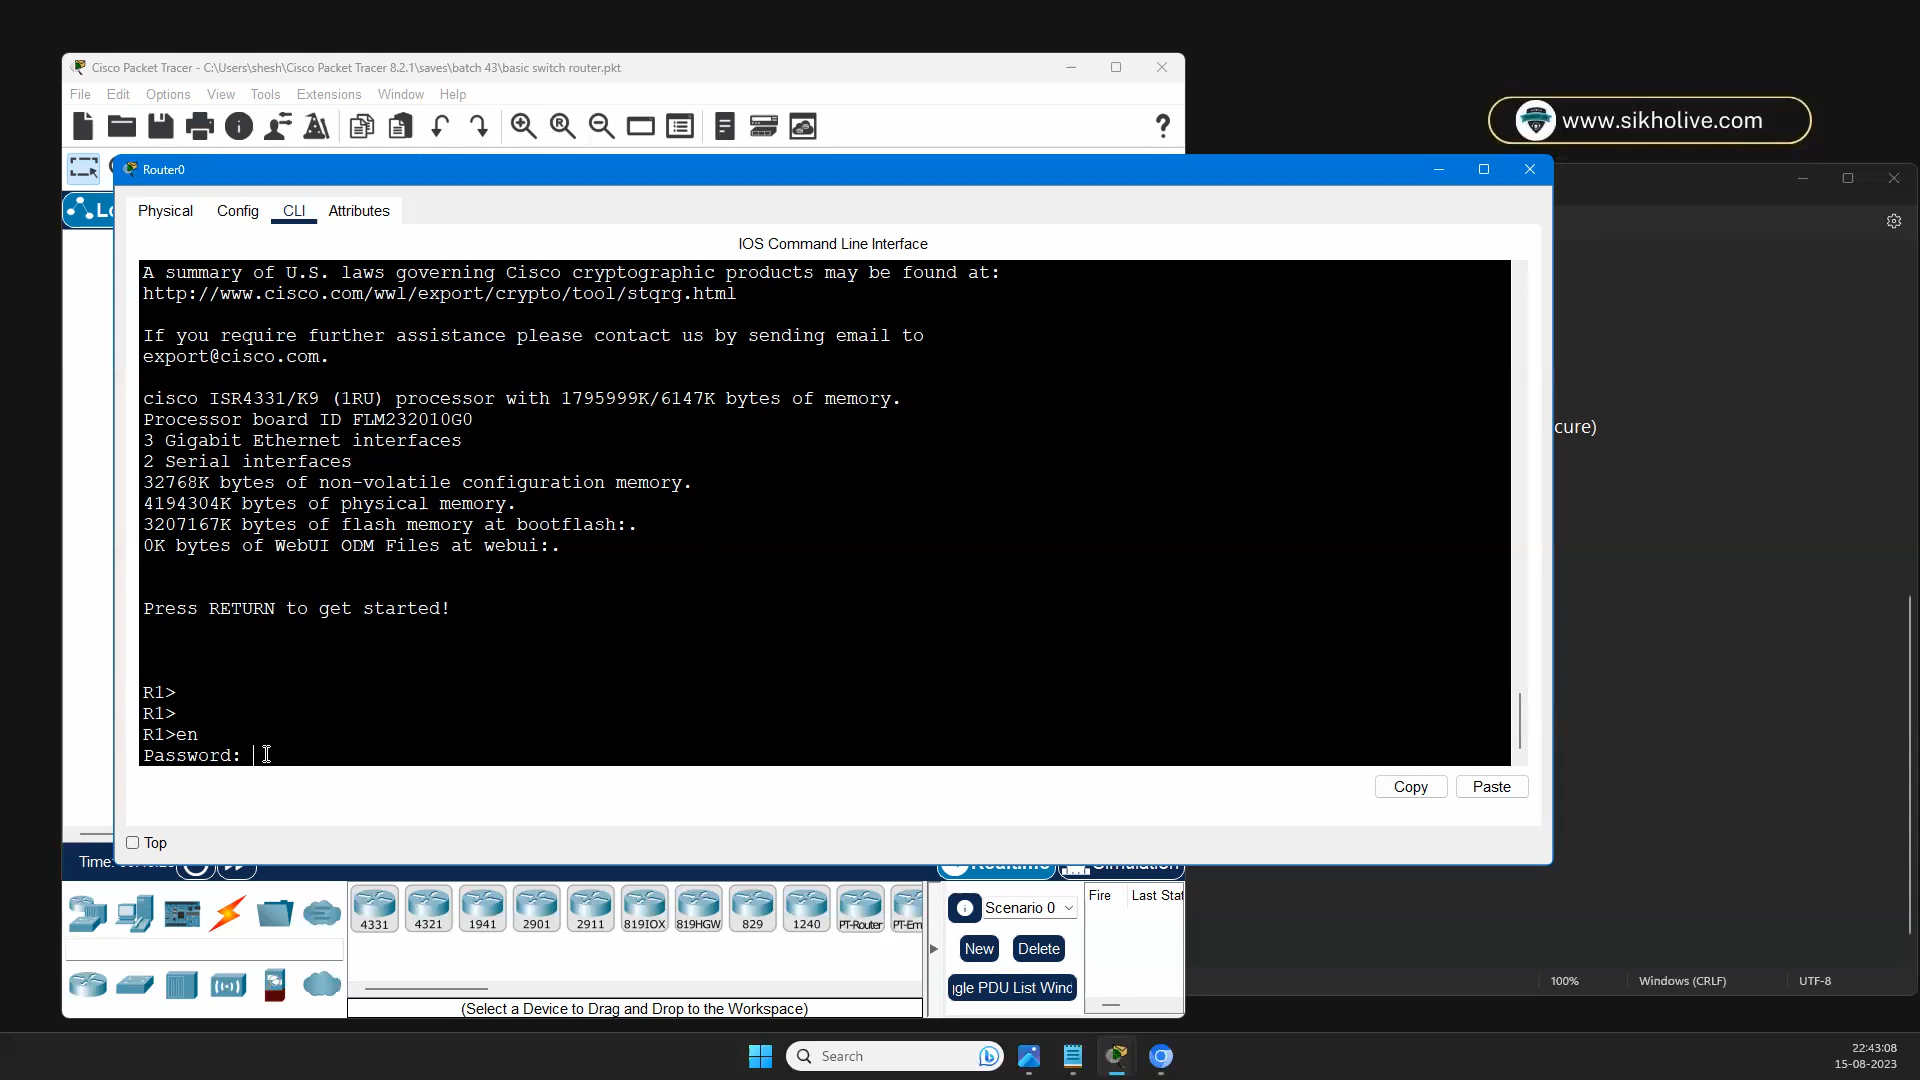 Cisco Packet Tracer - C:\Users\shesh\Cisco Packet Tracer 8.2.1\saves\batch 43\basic switch router.pkt
File Edit Options View Tools Extensions Window Help
www.sikholive.com
Router0
Physical Config CLI Attributes
IOS Command Line Interface
A summary of U.S. laws governing Cisco cryptographic products may be found at:
http://www.cisco.com/wwl/export/crypto/tool/stqrg.html
If you require further assistance please contact us by sending email to
export@cisco.com.
cisco ISR4331/K9 (1RU) processor with 1795999K/6147K bytes of memory.
Processor board ID FLM232010G0
3 Gigabit Ethernet interfaces
2 Serial interfaces
32768K bytes of non-volatile configuration memory.
4194304K bytes of physical memory.
3207167K bytes of flash memory at bootflash:.
0K bytes of WebUI ODM Files at webui:.
Press RETURN to get started!
R1>
R1>
R1>en
Password:
cure)
Copy Paste
Top
Time:
Realtime Simulation
4331 4321 1941 2901 2911 819IOX 819HGW 829 1240 PT-Router PT-Em
Scenario 0
Fire Last Stat
New Delete
gle PDU List Wind
(Select a Device to Drag and Drop to the Workspace)
100% Windows (CRLF) UTF-8
Search
22:43:08
15-08-2023